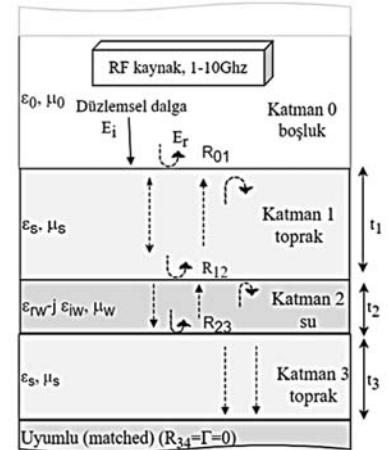 RF kaynak, 1-10Ghz
ε0, μ0
Düzlemsel dalga
Ei
Er
R01
Katman 0
boşluk
εs, μs
Katman 1
toprak
t1
R12
εrw-j εiw, μw
Katman 2
su
t2
R23
εs, μs
Katman 3
toprak
t3
Uyumlu (matched) (R34=Γ=0)